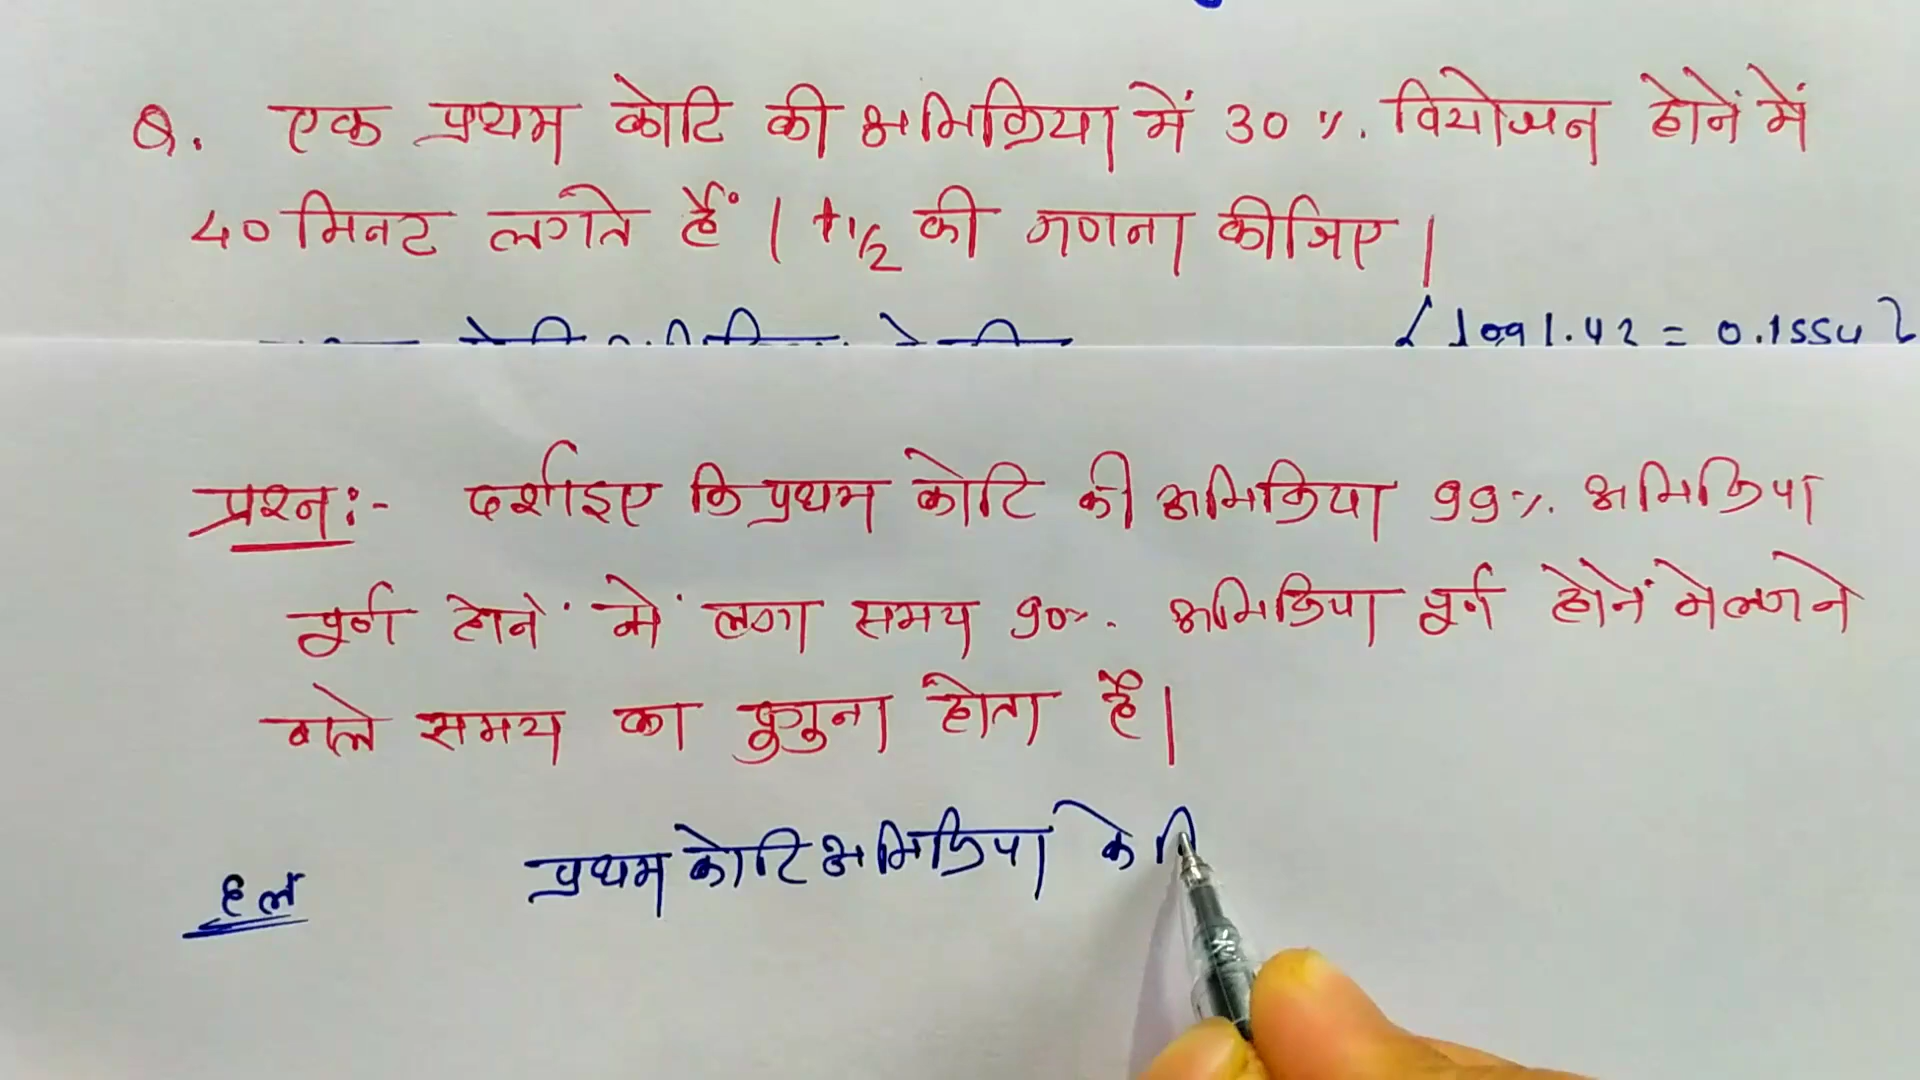 Q. एक प्रथम कोटि की अभिक्रिया में 30 %. वियोजन होनें में
40 मिनट लगते हैं । t1/2 की गणना कीजिए ।
{ log 1.42 = 0.1554 }
प्रश्न:- दर्शाइए कि प्रथम कोटि की अभिक्रिया 99%. अभिक्रिया
पूर्ण होने में लगा समय 90%. अभिक्रिया पूर्ण होनें में लगने
वाले समय का दुगुना होता है।
हल प्रथम कोटि अभिक्रिया के